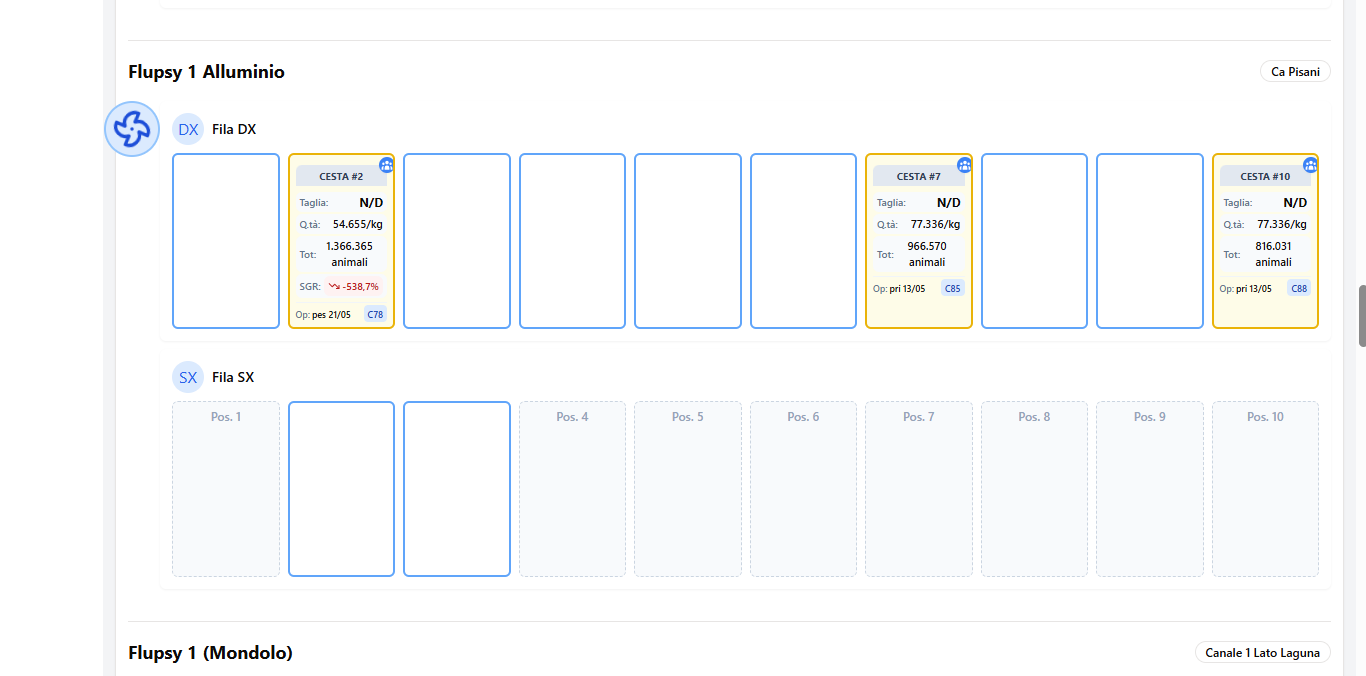 Flupsy 1 Alluminio
Ca Pisani
DX Fila DX
CESTA #2
Taglia: N/D
Q.tà: 54.655/kg
Tot: 1.366.365 animali
SGR: -538,7%
Op: pes 21/05 C78
CESTA #7
Taglia: N/D
Q.tà: 77.336/kg
Tot: 966.570 animali
Op: pri 13/05 C85
CESTA #10
Taglia: N/D
Q.tà: 77.336/kg
Tot: 816.031 animali
Op: pri 13/05 C88
SX Fila SX
Pos. 1
Pos. 4
Pos. 5
Pos. 6
Pos. 7
Pos. 8
Pos. 9
Pos. 10
Flupsy 1 (Mondolo)
Canale 1 Lato Laguna